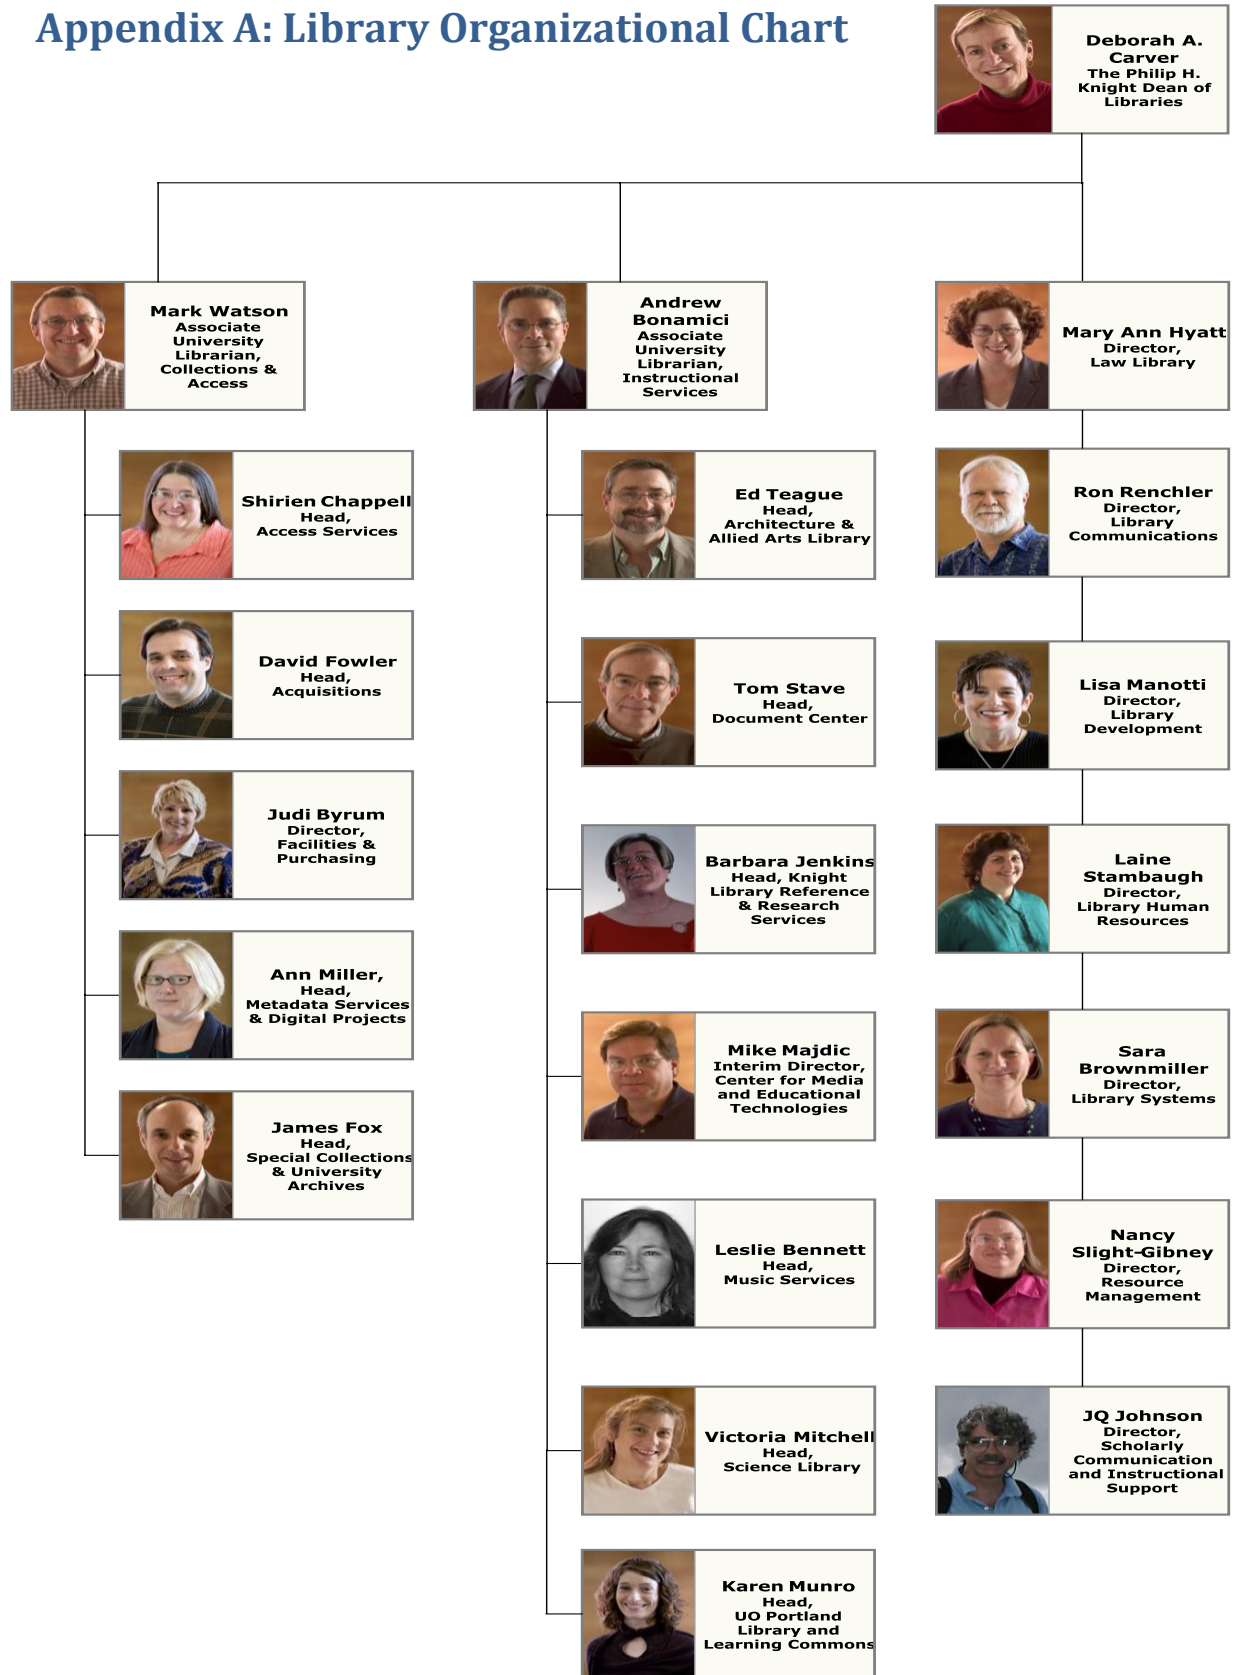 Appendix A: Library Organizational Chart
Deborah A.
Carver
The Philip H.
Knight Dean of
Libraries
Mark Watson
Associate
University
Librarian,
Collections &
Access
Andrew
Bonamici
Associate
University
Librarian,
Instructional
Services
Mary Ann Hyatt
Director,
Law Library
Shirien Chappell
Head,
Access Services
David Fowler
Head,
Acquisitions
Judi Byrum
Director,
Facilities &
Purchasing
Ann Miller,
Head,
Metadata Services
& Digital Projects
James Fox
Head,
Special Collections
& University
Archives
Ed Teague
Head,
Architecture &
Allied Arts Library
Tom Stave
Head,
Document Center
Barbara Jenkins
Head, Knight
Library Reference
& Research
Services
Mike Majdic
Interim Director,
Center for Media
and Educational
Technologies
Leslie Bennett
Head,
Music Services
Victoria Mitchell
Head,
Science Library
Karen Munro
Head,
UO Portland
Library and
Learning Commons
Ron Renchler
Director,
Library
Communications
Lisa Manotti
Director,
Library
Development
Laine
Stambaugh
Director,
Library Human
Resources
Sara
Brownmiller
Director,
Library Systems
Nancy
Slight-Gibney
Director,
Resource
Management
JQ Johnson
Director,
Scholarly
Communication
and Instructional
Support